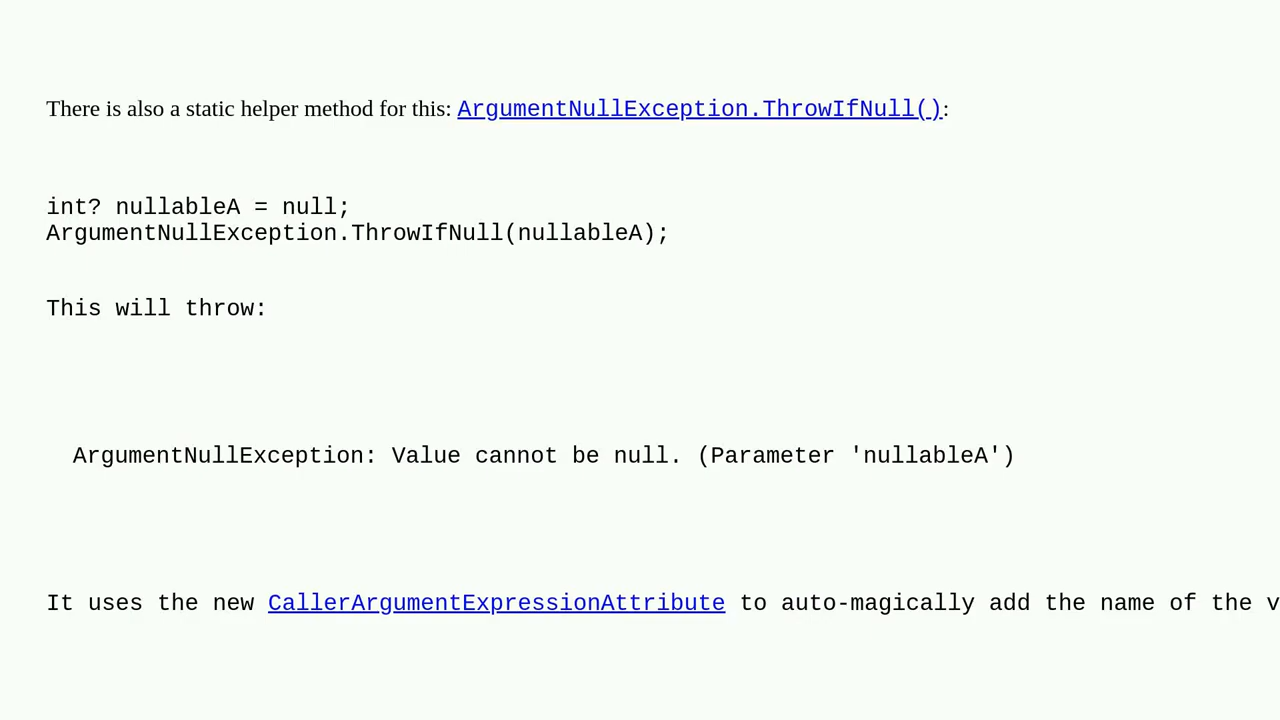 There is also a static helper method for this: ArgumentNullException.ThrowIfNull():
int? nullableA = null;
ArgumentNullException.ThrowIfNull(nullableA);
This will throw:
ArgumentNullException: Value cannot be null. (Parameter 'nullableA')
It uses the new CallerArgumentExpressionAttribute to auto-magically add the name of the